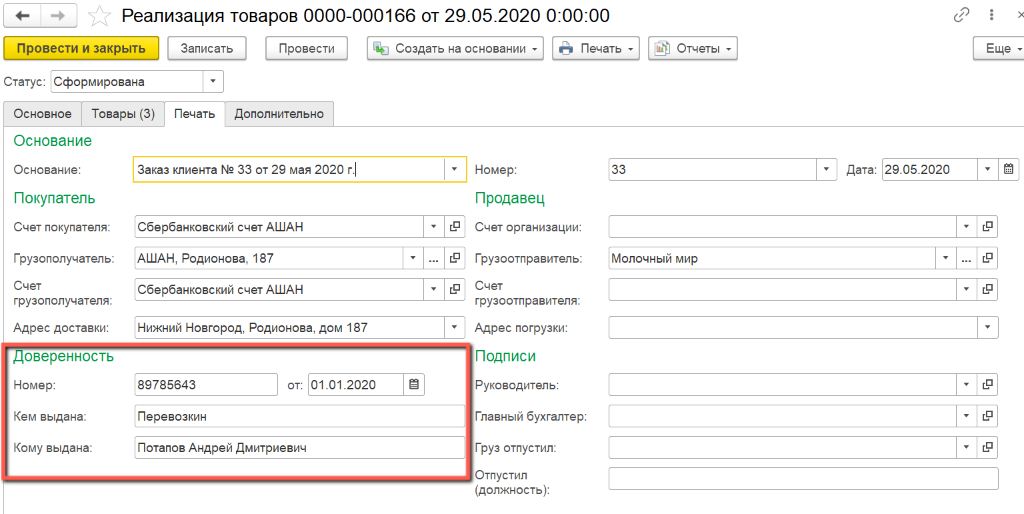 Реализация товаров 0000-000166 от 29.05.2020 0:00:00
Провести и закрыть Записать Провести Создать на основании Печать Отчеты Еще
Статус: Сформирована
Основное Товары (3) Печать Дополнительно
Основание
Основание: Заказ клиента № 33 от 29 мая 2020 г. Номер: 33 Дата: 29.05.2020
Покупатель Продавец
Счет покупателя: Сбербанковский счет АШАН Счет организации:
Грузополучатель: АШАН, Родионова, 187 ... Грузоотправитель: Молочный мир ...
Счет Счет
грузополучателя: Сбербанковский счет АШАН грузоотправителя:
Адрес доставки: Нижний Новгород, Родионова, дом 187 Адрес погрузки:
Доверенность Подписи
Номер: 89785643 от: 01.01.2020 Руководитель:
Кем выдана: Перевозкин Главный бухгалтер:
Кому выдана: Потапов Андрей Дмитриевич Груз отпустил:
Отпустил
(должность):